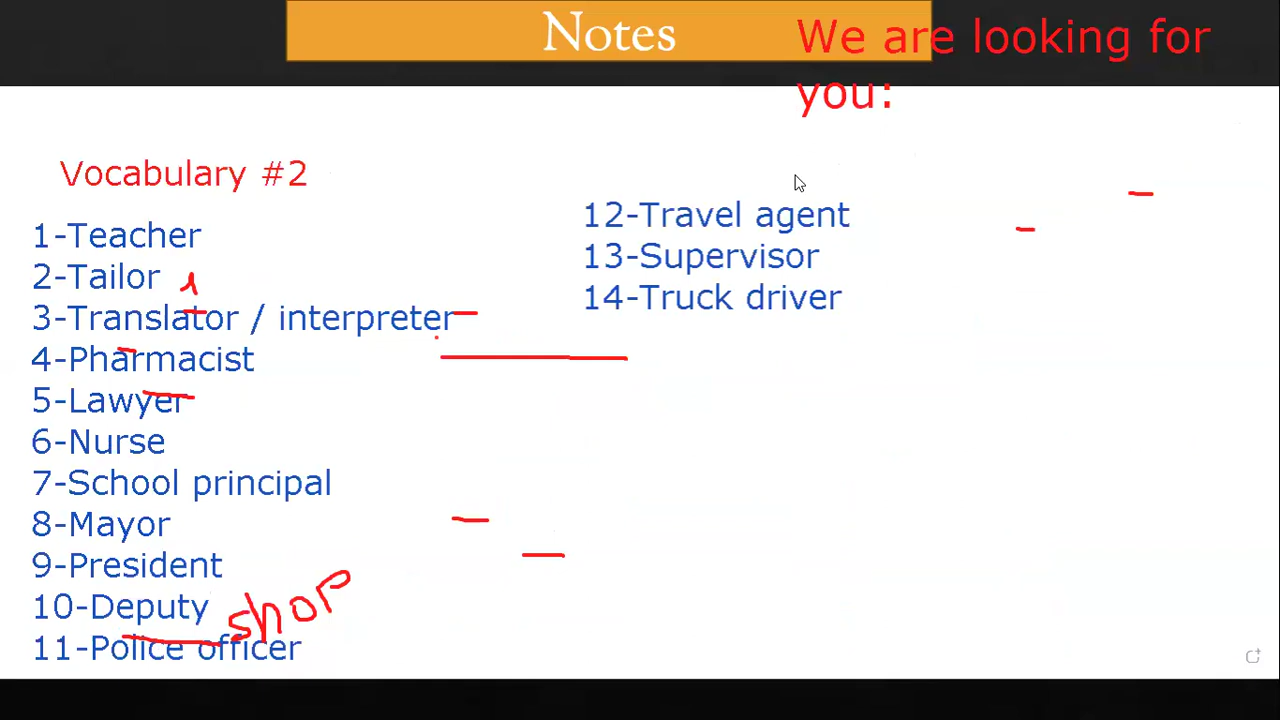 Notes
We are looking for
you:
Vocabulary #2
1-Teacher
2-Tailor
3-Translator / interpreter
4-Pharmacist
5-Lawyer
6-Nurse
7-School principal
8-Mayor
9-President
10-Deputy
shop
11-Police officer
12-Travel agent
13-Supervisor
14-Truck driver